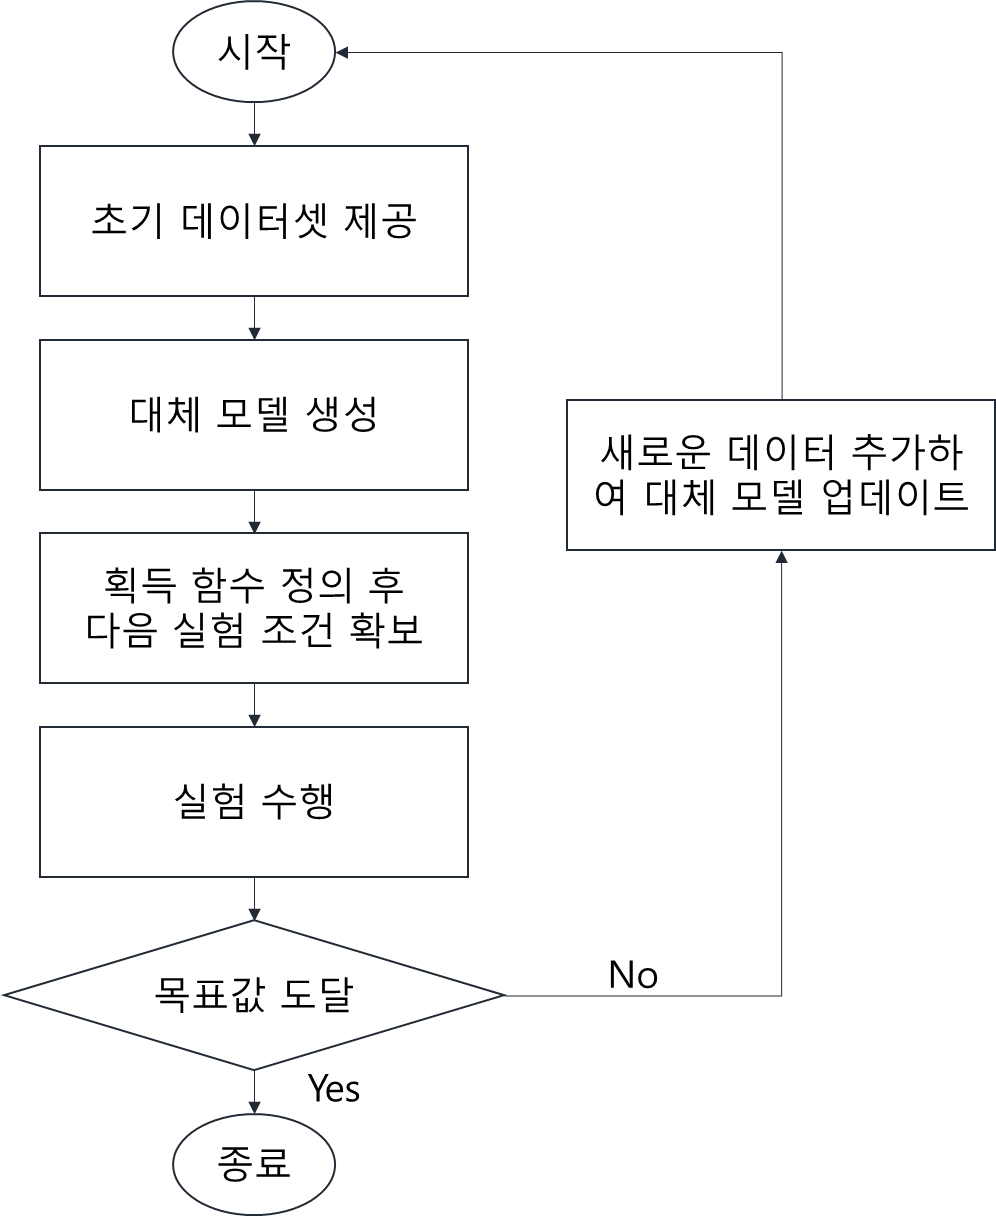 시작
초기 데이터셋 제공
대체 모델 생성
획득 함수 정의 후
다음 실험 조건 확보
실험 수행
목표값 도달
Yes
종료
No
새로운 데이터 추가하
여 대체 모델 업데이트